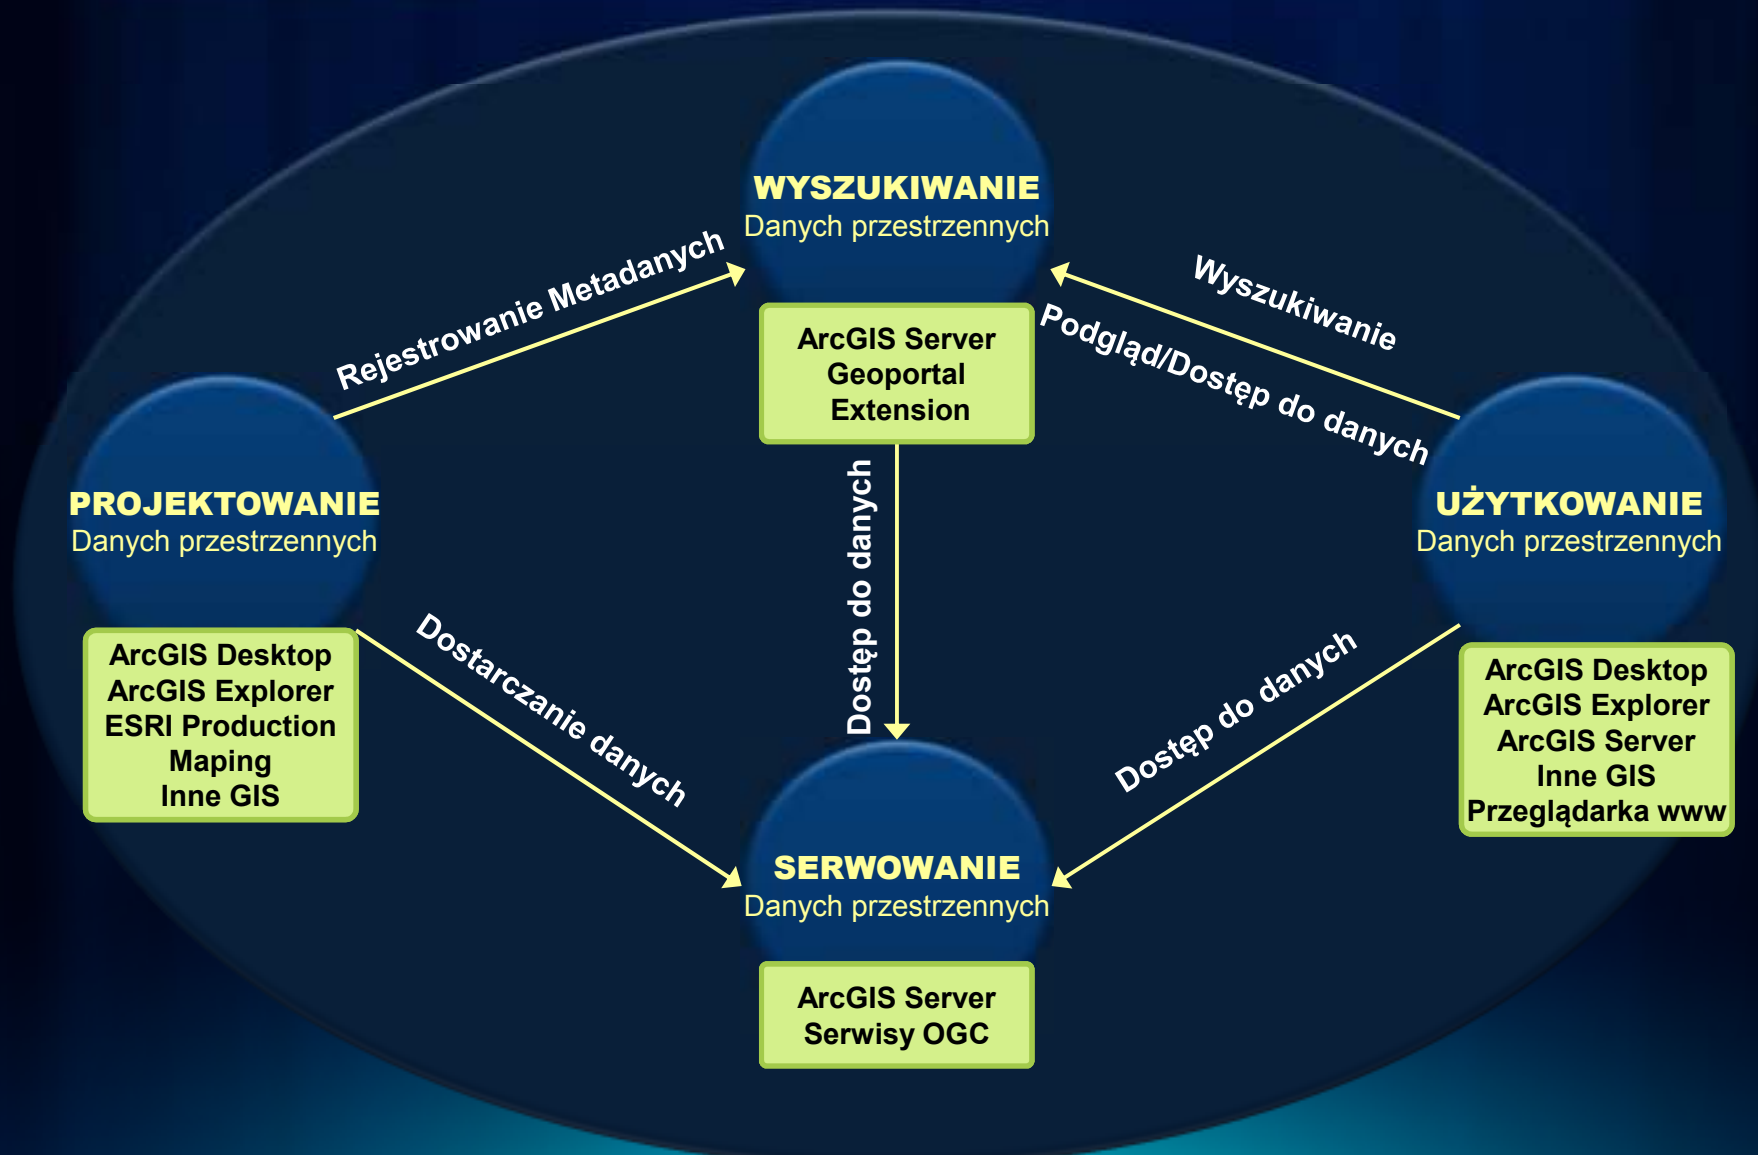 WYSZUKIWANIE
Danych przestrzennych
ArcGIS Server
Geoportal
Extension
Rejestrowanie Metadanych
Wyszukiwanie
Podgląd/Dostęp do danych
PROJEKTOWANIE
Danych przestrzennych
ArcGIS Desktop
ArcGIS Explorer
ESRI Production
Maping
Inne GIS
Dostęp do danych
UŻYTKOWANIE
Danych przestrzennych
ArcGIS Desktop
ArcGIS Explorer
ArcGIS Server
Inne GIS
Przeglądarka www
Dostarczanie danych
Dostęp do danych
SERWOWANIE
Danych przestrzennych
ArcGIS Server
Serwisy OGC